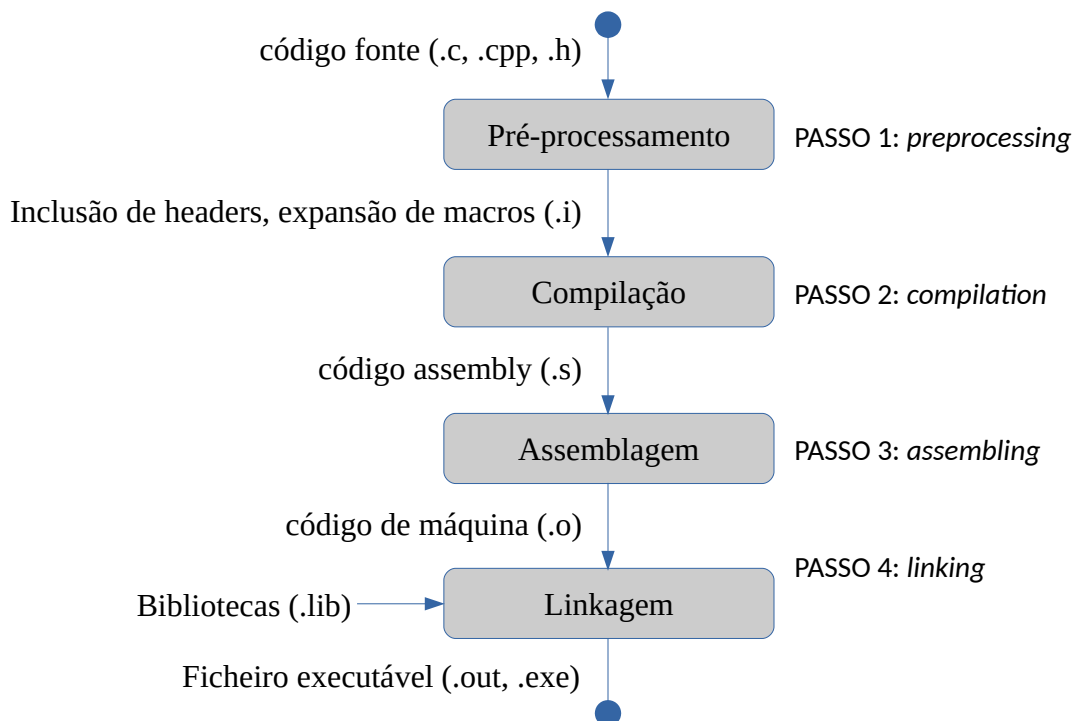 código fonte (.c, .cpp, .h)
Pré-processamento
PASSO 1: preprocessing
Inclusão de headers, expansão de macros (.i)
Compilação
PASSO 2: compilation
código assembly (.s)
Assemblagem
PASSO 3: assembling
código de máquina (.o)
PASSO 4: linking
Bibliotecas (.lib)
Linkagem
Ficheiro executável (.out, .exe)